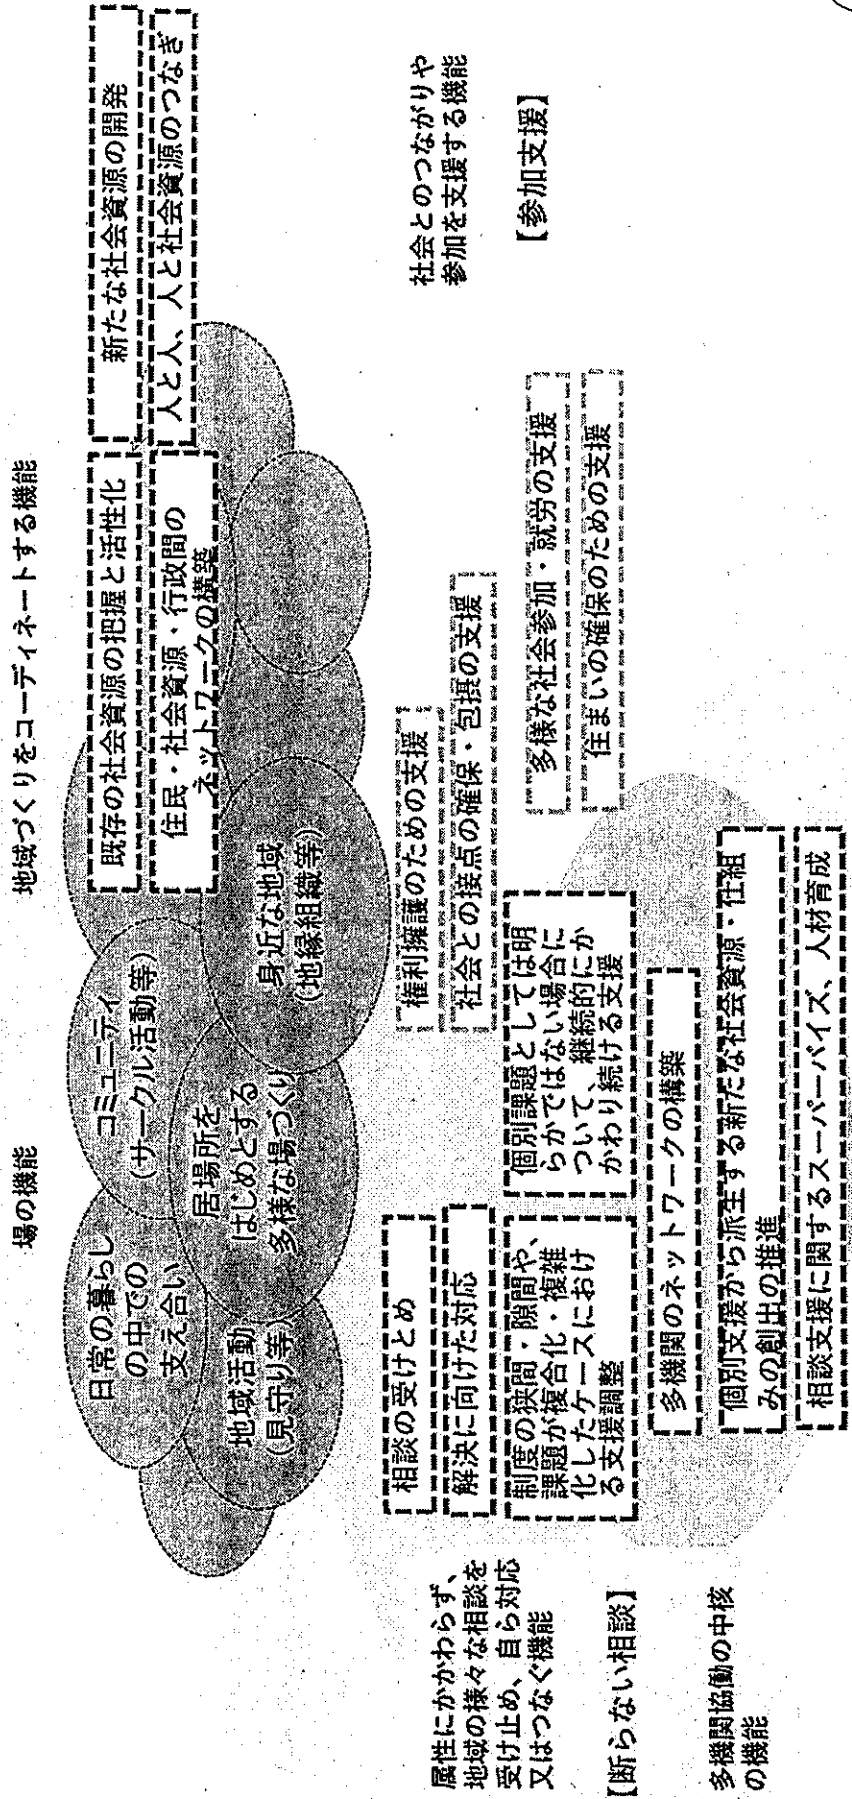 場の機能
地域づくりをコーディネートする機能
日常の暮らし
の中での
支え合い
コミュニティ
(サークル活動等)
地域活動
(見守り等)
居場所を
はじめとする
多様な場づくり
身近な地域
(地縁組織等)
既存の社会資源の把握と活性化
新たな社会資源の開発
住民・社会資源・行政間の
ネットワークの構築
人と人、人と社会資源のつなぎ
属性にかかわらず、
地域の様々な相談を
受け止め、自ら対応
又はつなぐ機能
【断らない相談】
相談の受けとめ
解決に向けた対応
制度の狭間・隙間や、
課題が複合化・複雑
化したケースにおけ
る支援調整
個別課題としては明
らかではない場合に
ついて、継続的にか
かわり続ける支援
権利擁護のための支援
社会との接点の確保・包摂の支援
多様な社会参加・就労の支援
住まいの確保のための支援
社会とのつながりや
参加を支援する機能
【参加支援】
多機関協働の中核
の機能
多機関のネットワークの構築
個別支援から派生する新たな社会資源・仕組
みの創出の推進
相談支援に関するスーパーバイズ、人材育成